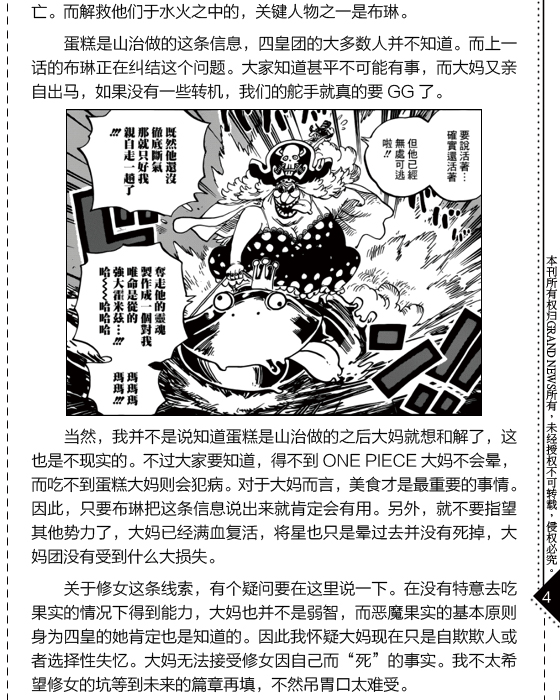 亡。而解救他们于水火之中的，关键人物之一是布琳。
蛋糕是山治做的这条信息，四皇团的大多数人并不知道。而上一
话的布琳正在纠结这个问题。大家知道甚平不可能有事，而大妈又亲
自出马，如果没有一些转机，我们的舵手就真的要 GG 了。
要說活著…
確實還活著
但他已經
無處可逃
啦!!
既然他還沒
徹底斷氣
那就只好我
親自走一趟了
!!!
奪走他的靈魂
製作成一個對我
唯命是從的
強大霍米茲…!!!
哈～～哈哈哈
瑪瑪瑪
瑪瑪!!!
当然，我并不是说知道蛋糕是山治做的之后大妈就想和解了，这
也是不现实的。不过大家要知道，得不到 ONE PIECE 大妈不会晕，
而吃不到蛋糕大妈则会犯病。对于大妈而言，美食才是最重要的事情。
因此，只要布琳把这条信息说出来就肯定会有用。另外，就不要指望
其他势力了，大妈已经满血复活，将星也只是晕过去并没有死掉，大
妈团没有受到什么大损失。
关于修女这条线索，有个疑问要在这里说一下。在没有特意去吃
果实的情况下得到能力，大妈也并不是弱智，而恶魔果实的基本原则
身为四皇的她肯定也是知道的。因此我怀疑大妈现在只是自欺欺人或
者选择性失忆。大妈无法接受修女因自己而“死”的事实。我不太希
望修女的坑等到未来的篇章再填，不然吊胃口太难受。
本刊所有权归GRAND NEWS所有，未经授权不可转载，侵权必究。
4